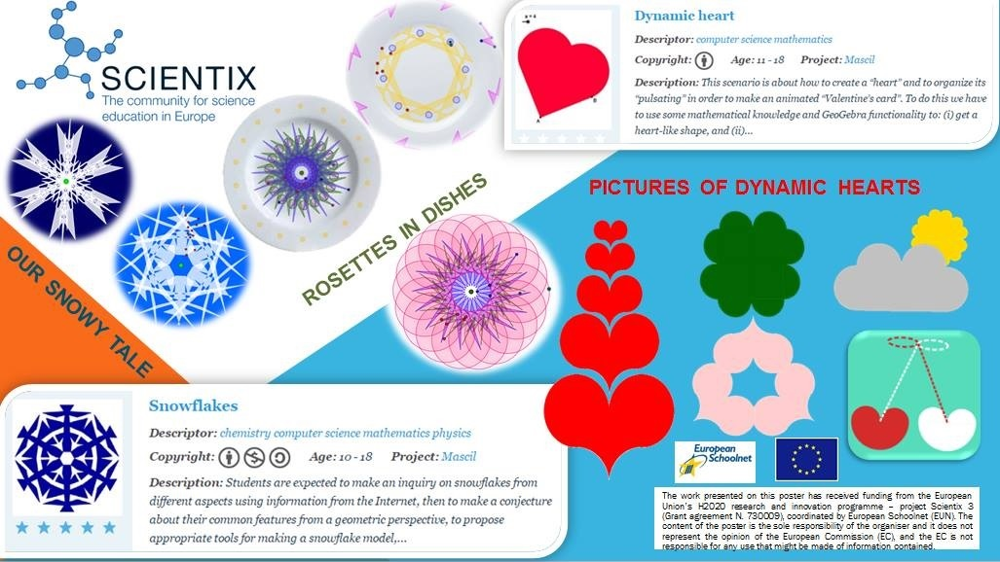 SCIENTIX
The community for science
education in Europe
Dynamic heart
Descriptor: computer science mathematics
Copyright: Age: 11 - 18 Project: Mascil
Description: This scenario is about how to create a "heart" and to organize its
"pulsating" in order to make an animated "Valentine's card". To do this we have
to use some mathematical knowledge and GeoGebra functionality to: (i) get a
heart-like shape, and (ii)...
OUR SNOWY TALE
ROSETTES IN DISHES
PICTURES OF DYNAMIC HEARTS
Snowflakes
Descriptor: chemistry computer science mathematics physics
Copyright: Age: 10 - 18 Project: Mascil
Description: Students are expected to make an inquiry on snowflakes from
different aspects using information from the Internet, then to make a conjecture
about their common features from a geometric perspective, to propose
appropriate tools for making a snowflake model,...
European
Schoolnet
The work presented on this poster has received funding from the European
Union's H2020 research and innovation programme – project Scientix 3
(Grant agreement N. 730009), coordinated by European Schoolnet (EUN). The
content of the poster is the sole responsibility of the organiser and it does not
represent the opinion of the European Commission (EC), and the EC is not
responsible for any use that might be made of information contained.